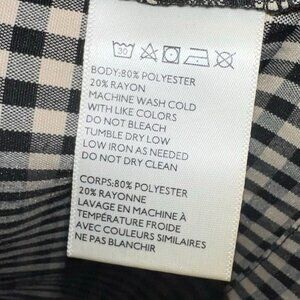 30
BODY:80% POLYESTER
20% RAYON
MACHINE WASH COLD
WITH LIKE COLORS
DO NOT BLEACH
TUMBLE DRY LOW
LOW IRON AS NEEDED
DO NOT DRY CLEAN
CORPS:80% POLYESTER
20% RAYONNE
LAVAGE EN MACHINE À
TEMPÉRATURE FROIDE
AVEC COULEURS SIMILAIRES
NE PAS BLANCHIR